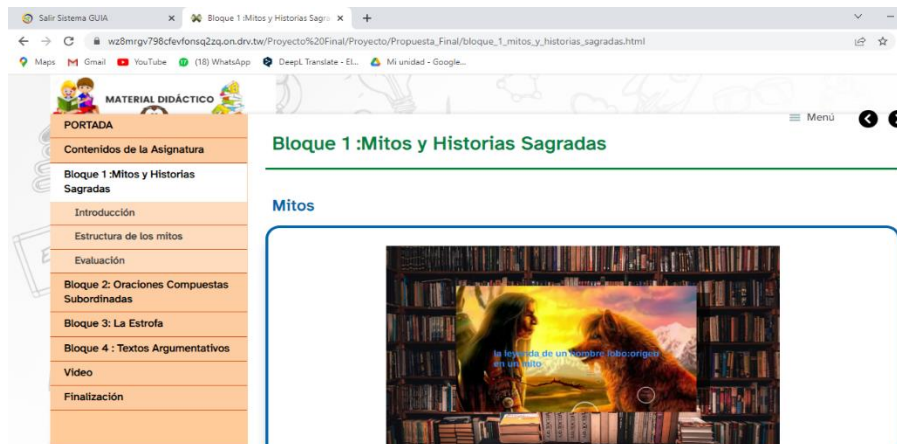 Salir Sistema GUIA
Bloque 1 :Mitos y Historias Sagra
wz8mrgv798cfevfonsq2zq.on.drv.tw/Proyecto%20Final/Proyecto/Propuesta_Final/bloque_1_mitos_y_historias_sagradas.html
Maps Gmail YouTube (18) WhatsApp DeepL Translate - El... Mi unidad - Google...
MATERIAL DIDÁCTICO
Menú
PORTADA
Contenidos de la Asignatura
Bloque 1 :Mitos y Historias
Sagradas
Introducción
Estructura de los mitos
Evaluación
Bloque 2: Oraciones Compuestas
Subordinadas
Bloque 3: La Estrofa
Bloque 4 : Textos Argumentativos
Video
Finalización
Bloque 1 :Mitos y Historias Sagradas
Mitos
la leyenda de un hombre lobo:origen
en un mito